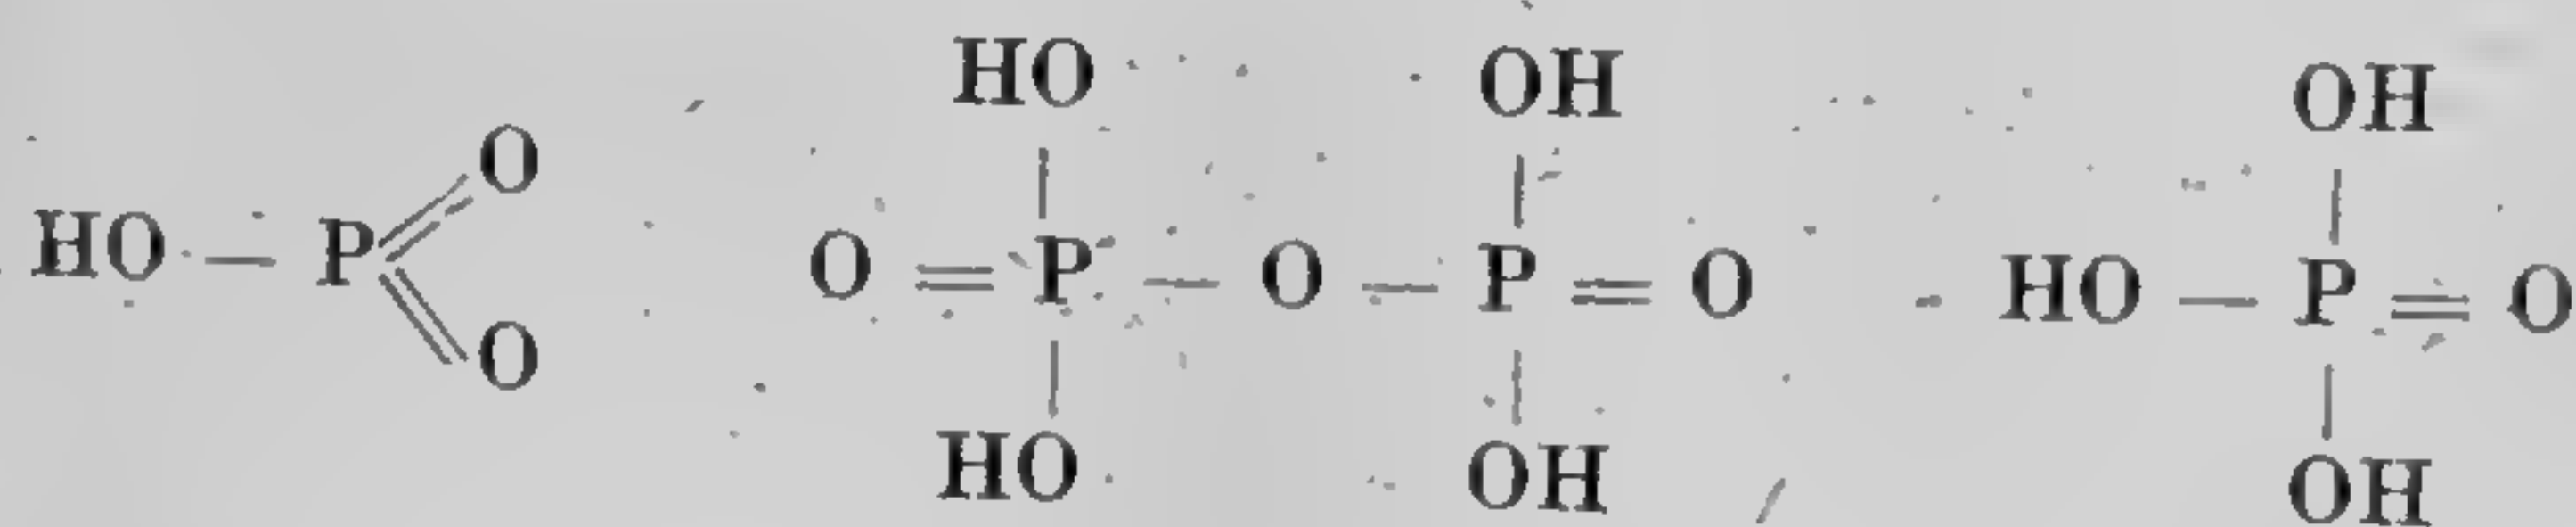 HO OH OH
O
HO — P O = P — O — P = O HO — P = O
O
HO OH OH